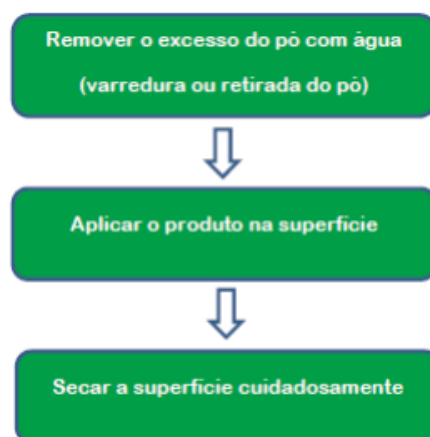 Remover o excesso do pó com água
(varredura ou retirada do pó)
Aplicar o produto na superfície
Secar a superfície cuidadosamente